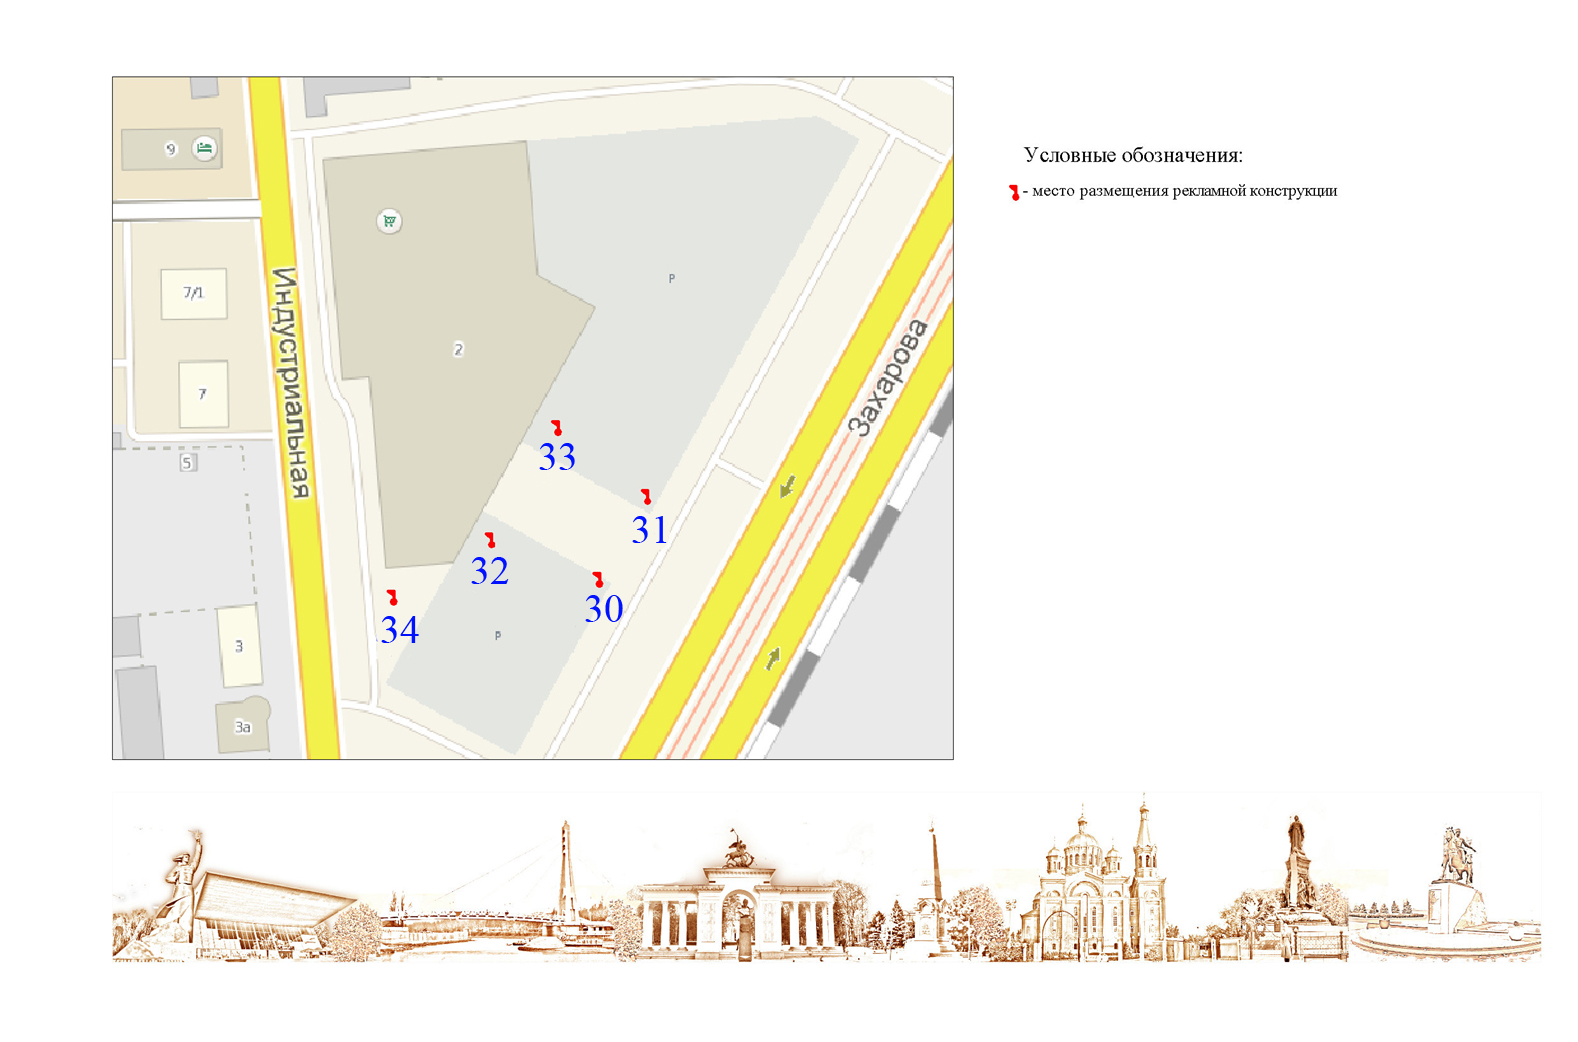 Условные обозначения:
- место размещения рекламной конструкции
9
7/1
7
5
3
3а
2
Р
Р
Индустриальная
Захарова
33
31
32
30
34